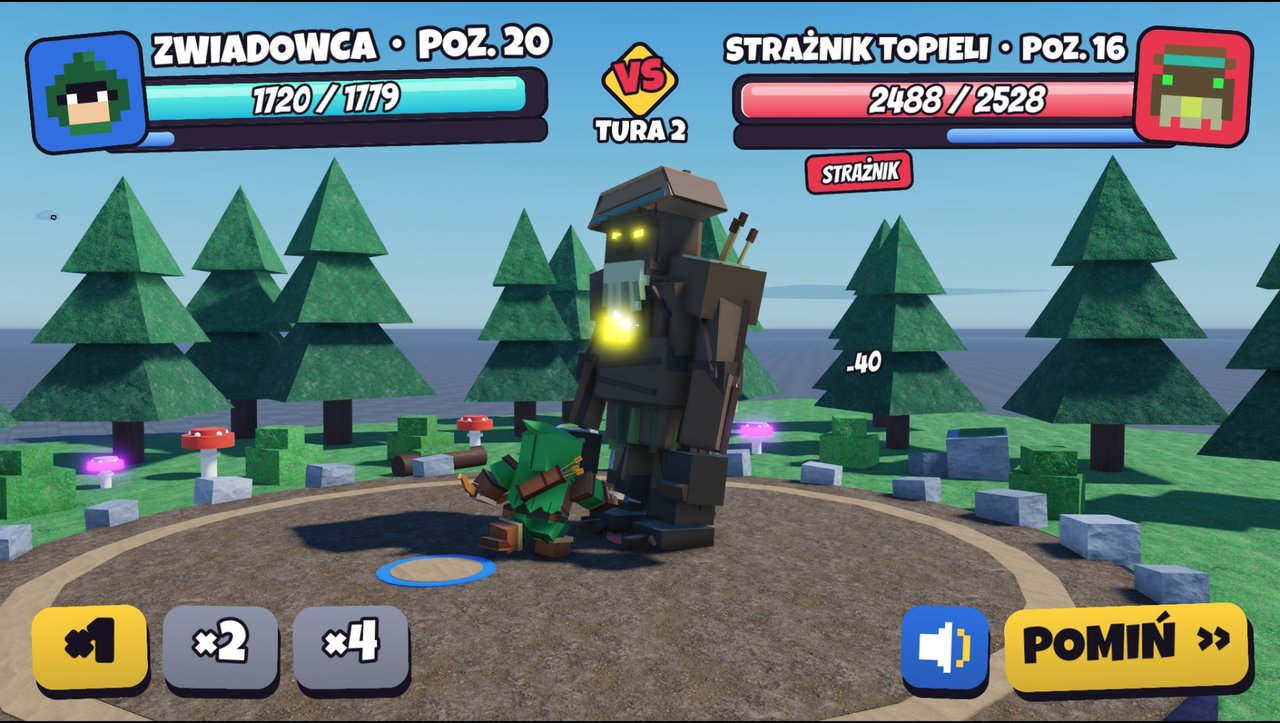 ZWIADOWCA • POZ. 20
1720 / 1779
VS
TURA 2
STRAŻNIK TOPIELI • POZ. 16
2488 / 2528
STRAŻNIK
-40
×1
×2
×4
POMIŃ »